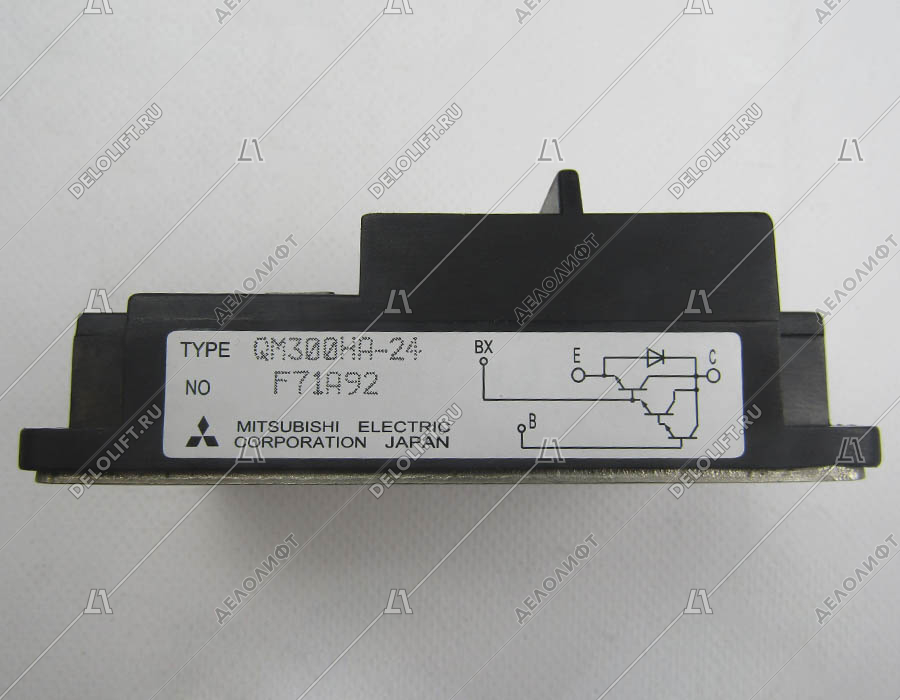 TYPE QM300HA-24
NO F71A92
MITSUBISHI ELECTRIC
CORPORATION JAPAN
BX
E
C
B
DELOLIFT.RU
ДЕЛОЛИФТ